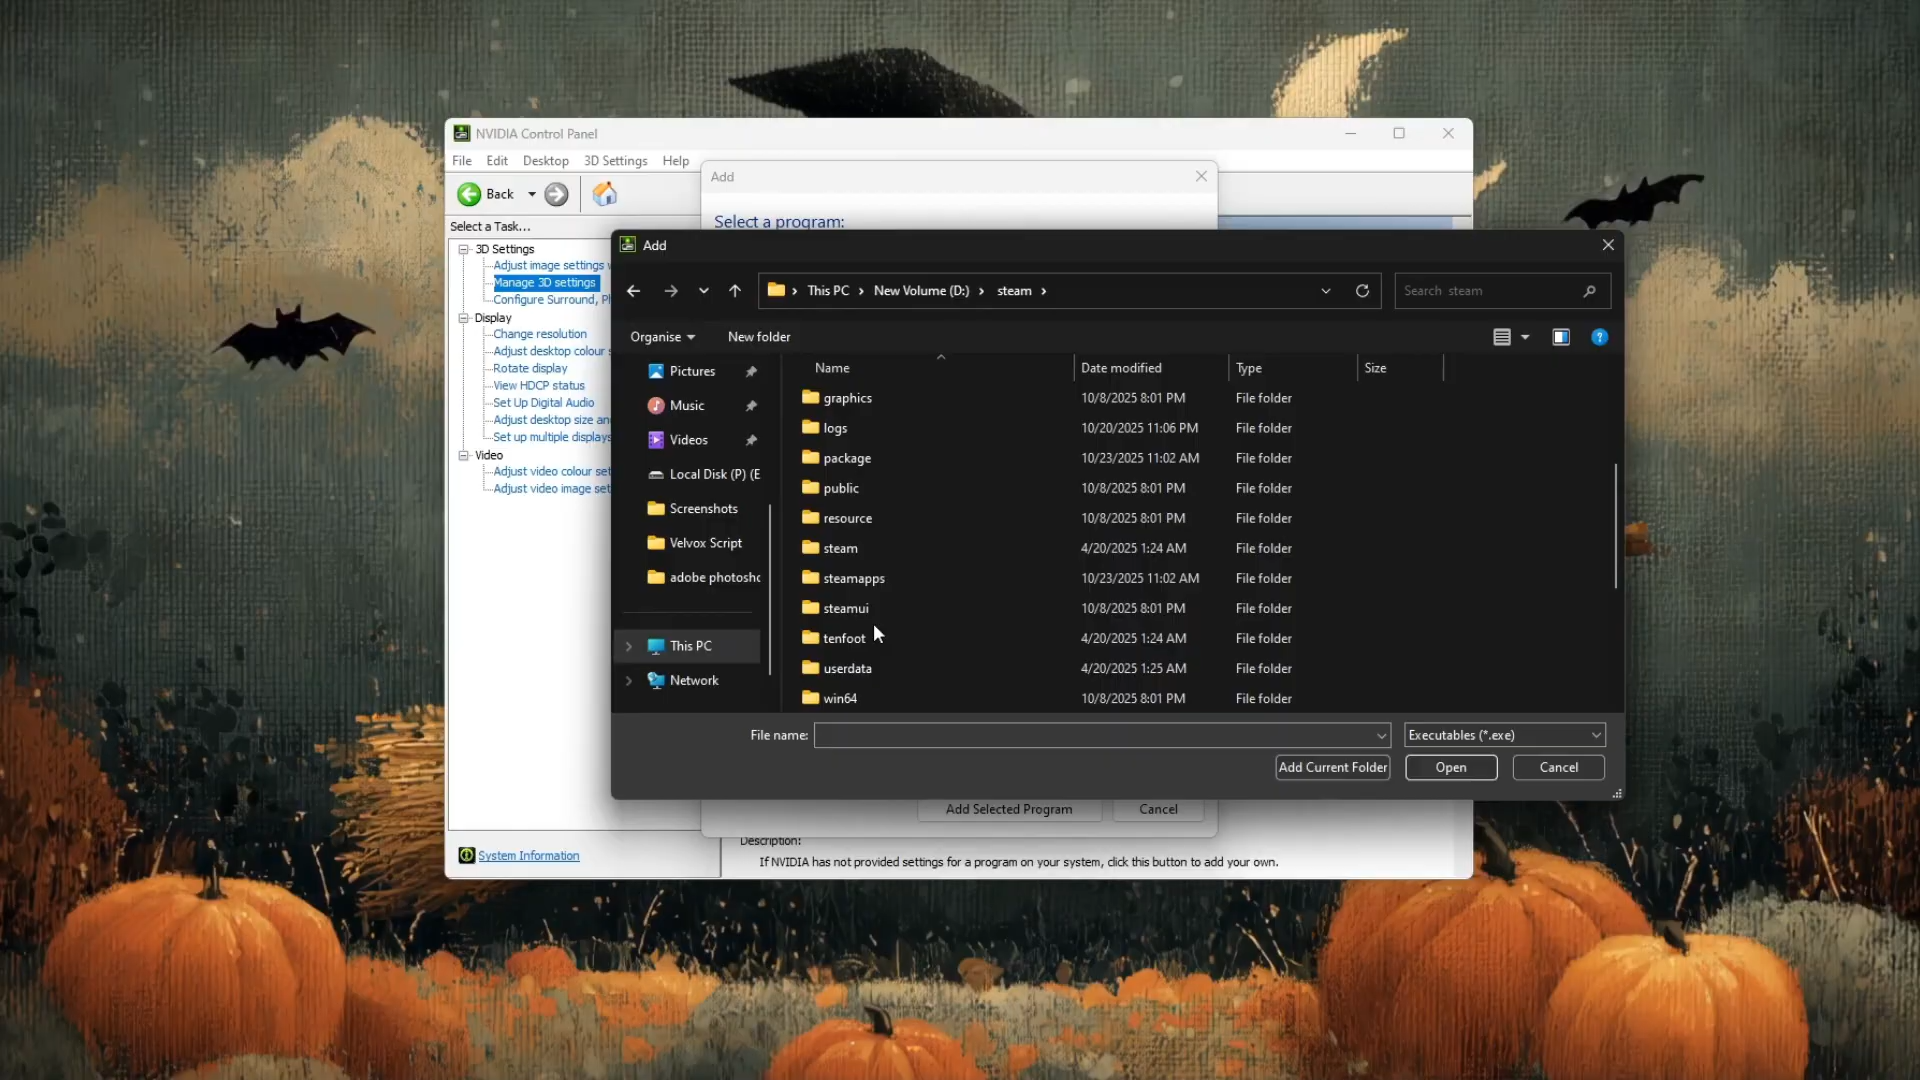 NVIDIA Control Panel
File Edit Desktop 3D Settings Help
Back
Select a Task...
3D Settings
Adjust image settings
Manage 3D settings
Configure Surround,
Display
Change resolution
Adjust desktop colour
Rotate display
View HDCP status
Set Up Digital Audio
Adjust desktop size
Set up multiple displays
Video
Adjust video colour
Adjust video image
System Information
Add
Select a program:
Add
This PC › New Volume (D:) › steam ›
Search steam
Organise
New folder
Pictures
Music
Videos
Local Disk (P) (E
Screenshots
Velvox Script
adobe photosho
This PC
Network
Name Date modified Type Size
graphics 10/8/2025 8:01 PM File folder
logs 10/20/2025 11:06 PM File folder
package 10/23/2025 11:02 AM File folder
public 10/8/2025 8:01 PM File folder
resource 10/8/2025 8:01 PM File folder
steam 4/20/2025 1:24 AM File folder
steamapps 10/23/2025 11:02 AM File folder
steamui 10/8/2025 8:01 PM File folder
tenfoot 4/20/2025 1:24 AM File folder
userdata 4/20/2025 1:25 AM File folder
win64 10/8/2025 8:01 PM File folder
File name:
Executables (*.exe)
Add Current Folder Open Cancel
Add Selected Program Cancel
Description:
If NVIDIA has not provided settings for a program on your system, click this button to add your own.